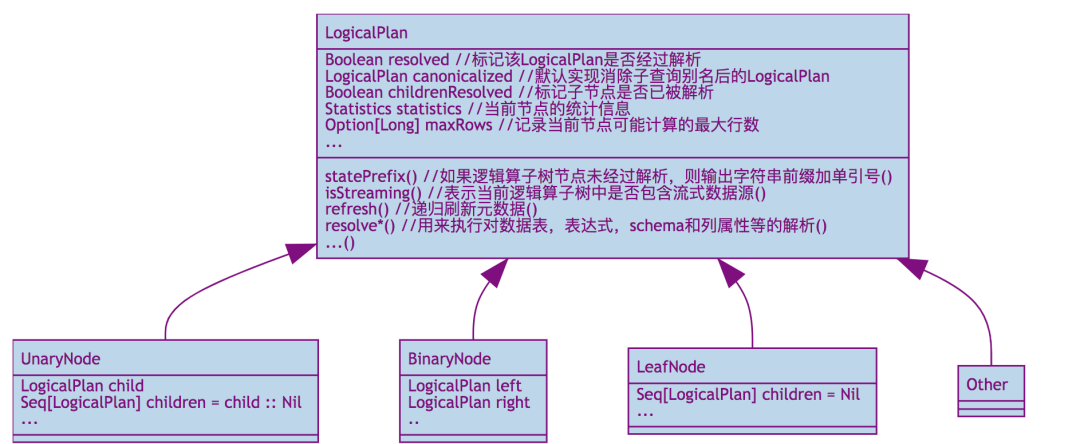 LogicalPlan
Boolean resolved //标记该LogicalPlan是否经过解析
LogicalPlan canonicalized //默认实现消除子查询别名后的LogicalPlan
Boolean childrenResolved //标记子节点是否已被解析
Statistics statistics //当前节点的统计信息
Option[Long] maxRows //记录当前节点可能计算的最大行数
...
statePrefix() //如果逻辑算子树节点未经过解析，则输出字符串前缀加单引号()
isStreaming() //表示当前逻辑算子树中是否包含流式数据源()
refresh() //递归刷新元数据()
resolve*() //用来执行对数据表，表达式，schema和列属性等的解析()
...()
UnaryNode
LogicalPlan child
Seq[LogicalPlan] children = child :: Nil
...
BinaryNode
LogicalPlan left
LogicalPlan right
..
LeafNode
Seq[LogicalPlan] children = Nil
...
Other